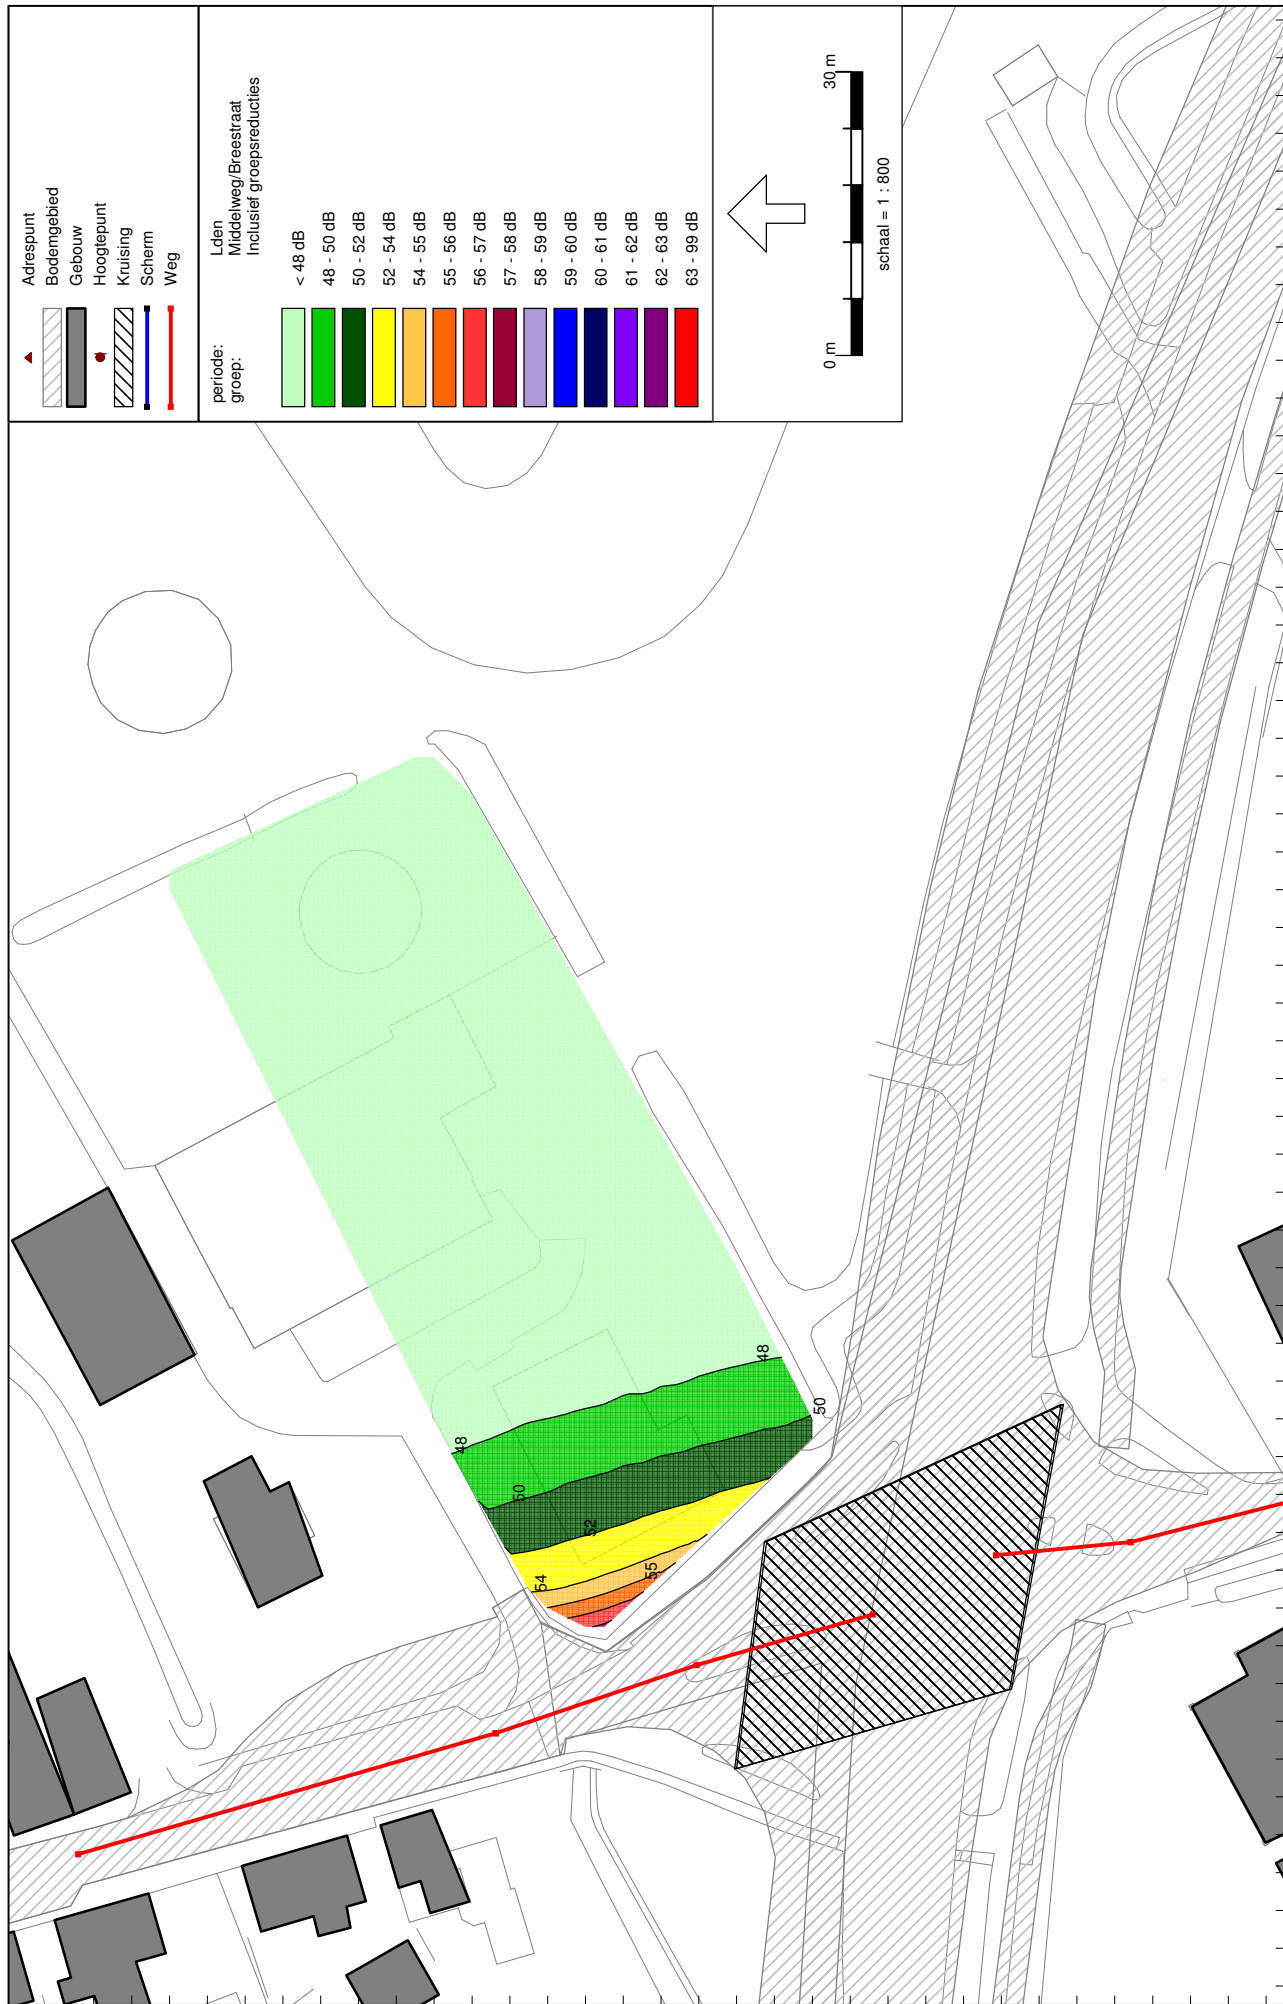 Adrespunt
Bodemgebied
Gebouw
Hoogtepunt
Kruising
Scherm
Weg
periode: Lden
groep: Middelweg/Breestraat
Inclusief groepsreducties
< 48 dB
48 - 50 dB
50 - 52 dB
52 - 54 dB
54 - 55 dB
55 - 56 dB
56 - 57 dB
57 - 58 dB
58 - 59 dB
59 - 60 dB
60 - 61 dB
61 - 62 dB
62 - 63 dB
63 - 99 dB
0 m 30 m
schaal = 1 : 800
48
50
52
54
55
48
50